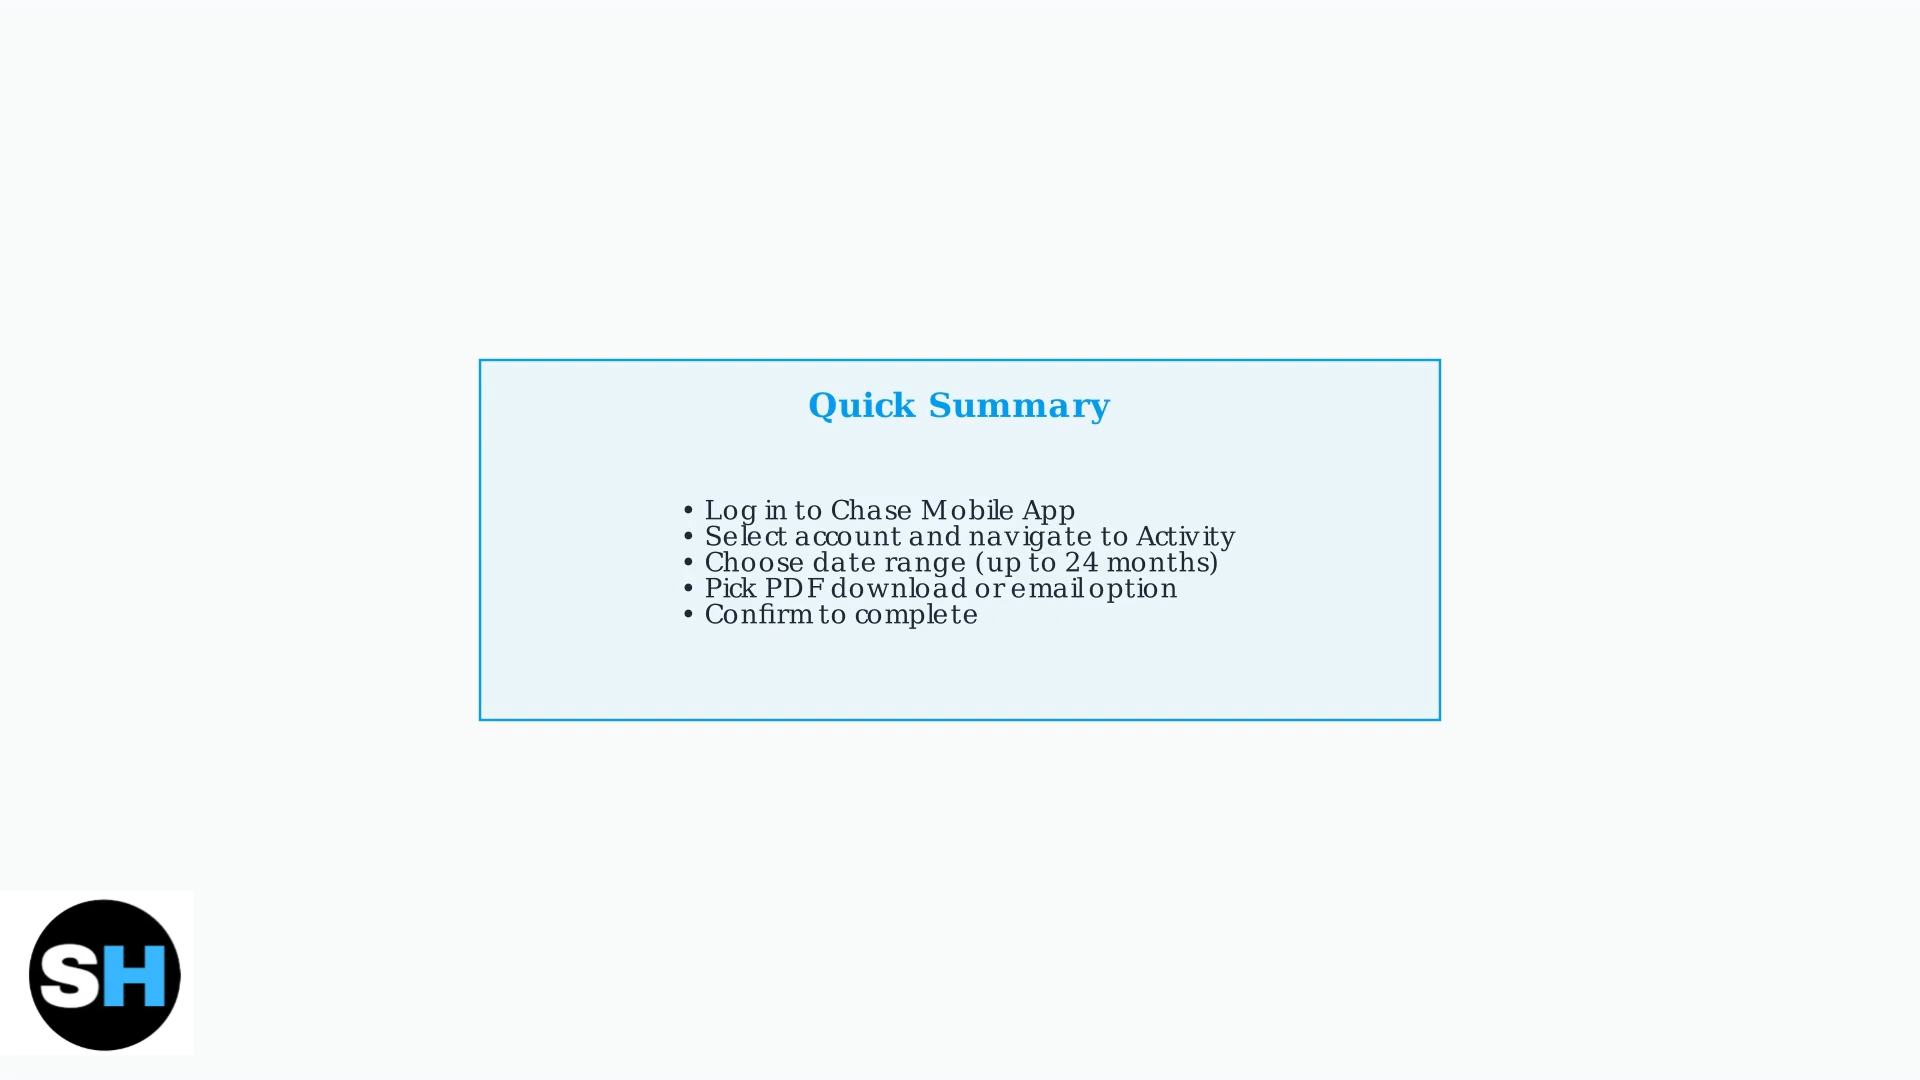 Quick Summary
• Log in to Chase Mobile App
• Select account and navigate to Activity
• Choose date range (up to 24 months)
• Pick PDF download or email option
• Confirm to complete
SH